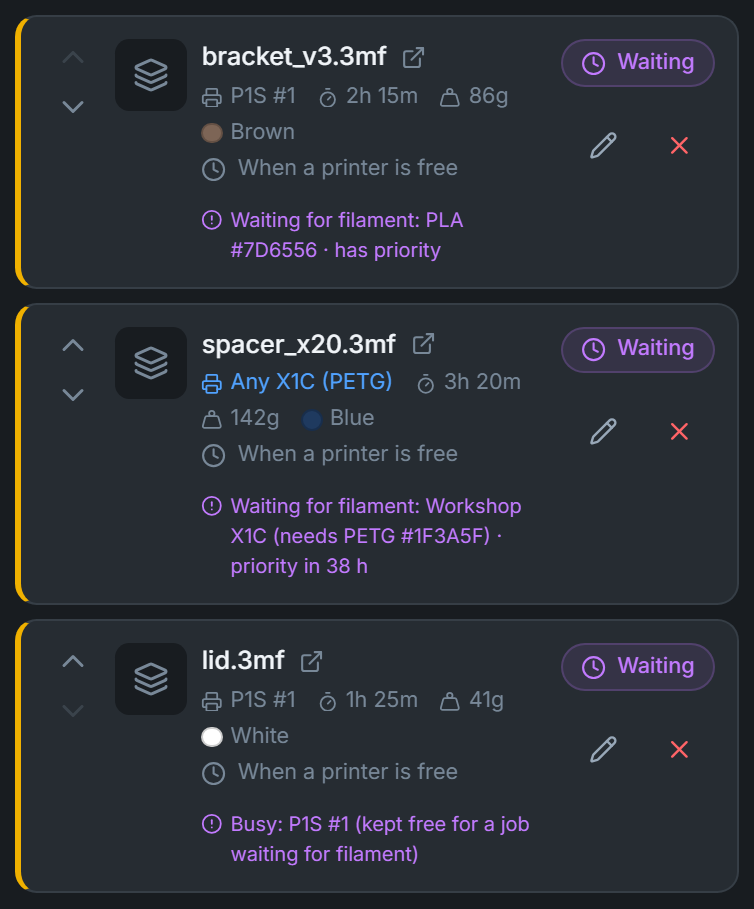 bracket_v3.3mf
Waiting
P1S #1 2h 15m 86g
Brown
When a printer is free
Waiting for filament: PLA
#7D6556 · has priority
spacer_x20.3mf
Waiting
Any X1C (PETG) 3h 20m
142g Blue
When a printer is free
Waiting for filament: Workshop
X1C (needs PETG #1F3A5F) ·
priority in 38 h
lid.3mf
Waiting
P1S #1 1h 25m 41g
White
When a printer is free
Busy: P1S #1 (kept free for a job
waiting for filament)